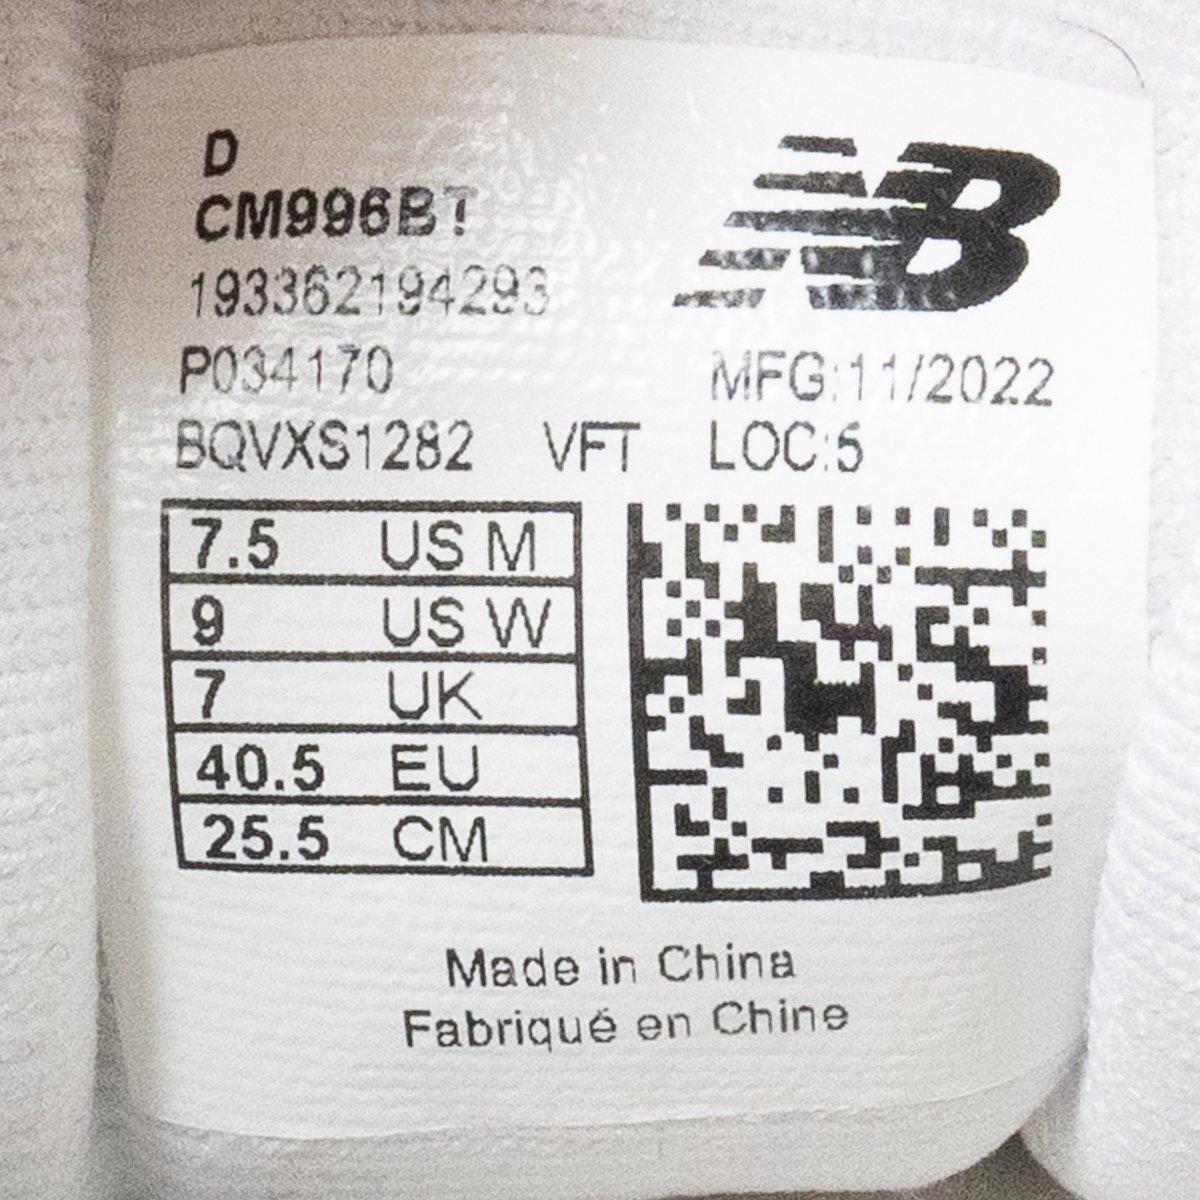 D
CM996BT
NB
193362194293
P034170 MFG:11/2022
BQVXS1282 VFT LOC:5
7.5 US M
9 US W
7 UK
40.5 EU
25.5 CM
Made in China
Fabriqué en Chine